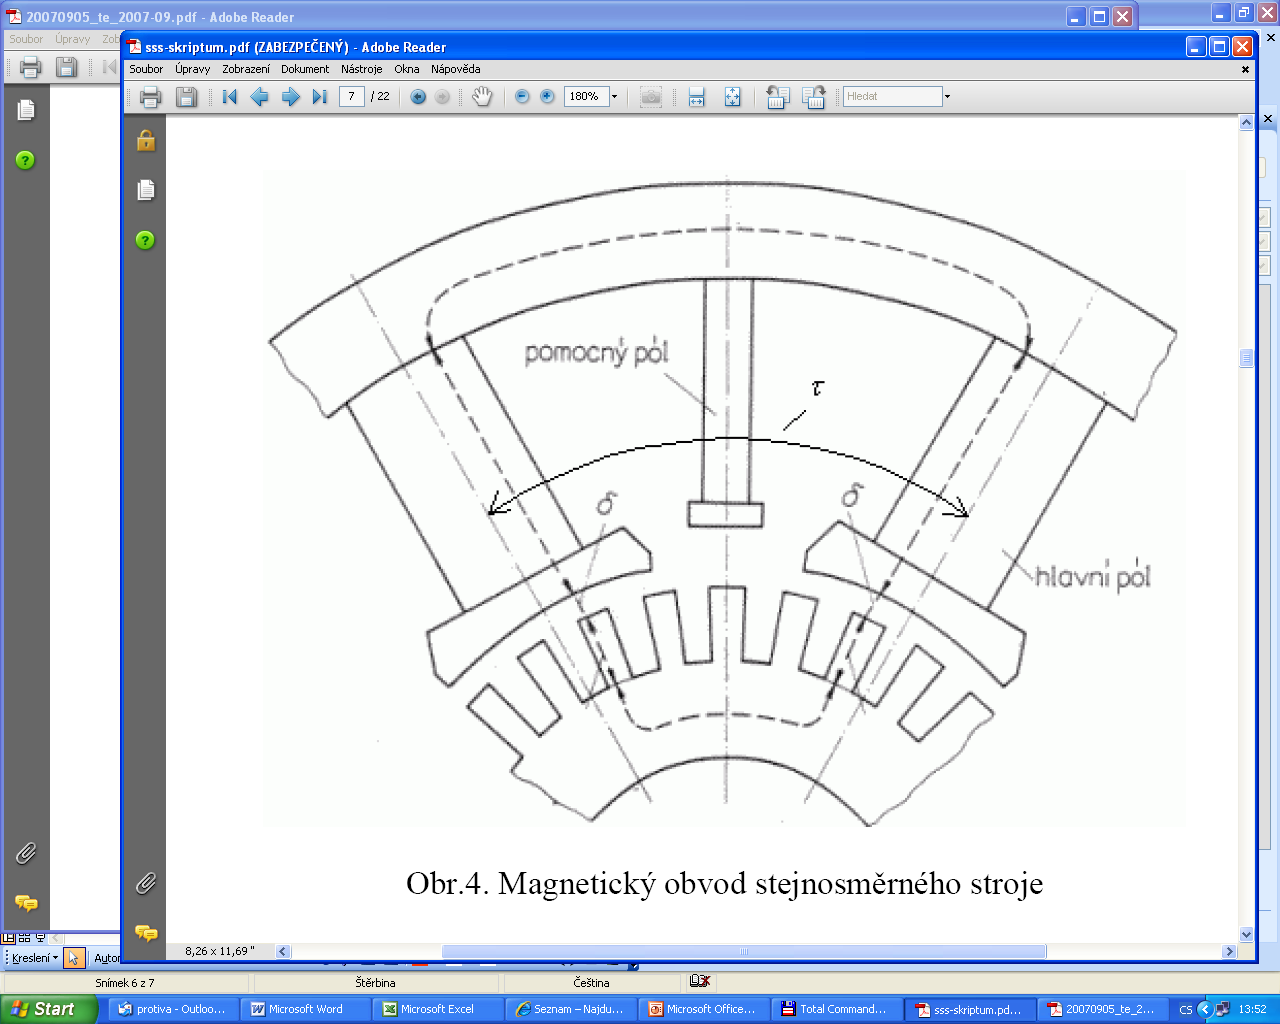 20070905_te_2007-09.pdf - Adobe Reader
Soubor Úpravy Zob
sss-skriptum.pdf (ZABEZPEČENÝ) - Adobe Reader
Soubor Úpravy Zobrazení Dokument Nástroje Okna Nápověda
7 / 22 180% Hledat
pomocný pól
τ
δ δ
hlavní pól
Obr.4. Magnetický obvod stejnosměrného stroje
8,26 x 11,69 "
Kreslení Autor
Snímek 6 z 7 Štěrbina Čeština
Start protiva - Outloo... Microsoft Word Microsoft Excel Seznam – Najdu... Microsoft Office... Total Comman... sss-skriptum.pd... 20070905_te_2... CS 13:52